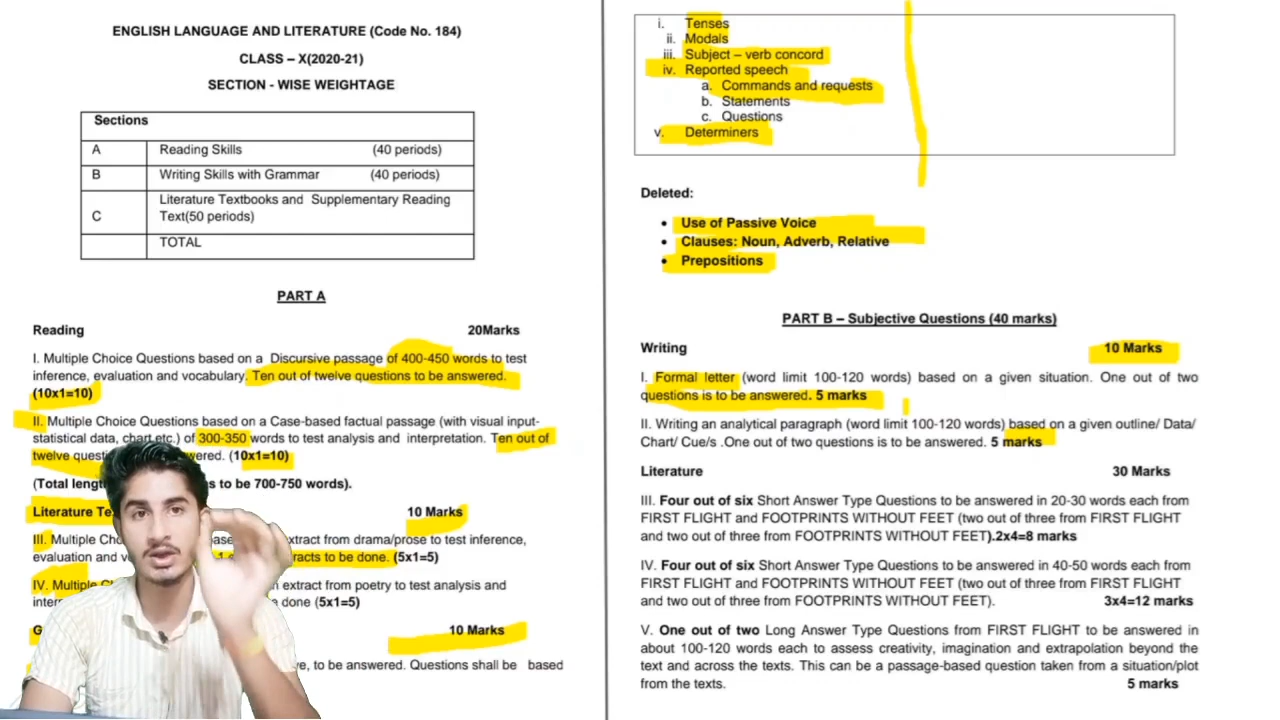 ENGLISH LANGUAGE AND LITERATURE (Code No. 184)
CLASS – X(2020-21)
SECTION - WISE WEIGHTAGE
Sections
A Reading Skills (40 periods)
B Writing Skills with Grammar (40 periods)
C Literature Textbooks and Supplementary Reading
Text(50 periods)
TOTAL
PART A
Reading 20Marks
I. Multiple Choice Questions based on a Discursive passage of 400-450 words to test
inference, evaluation and vocabulary. Ten out of twelve questions to be answered.
(10x1=10)
II. Multiple Choice Questions based on a Case-based factual passage (with visual input-
statistical data, chart etc.) of 300-350 words to test analysis and interpretation. Ten out of
twelve (10x1=10)
(Total to be 700-750 words).
Literature 10 Marks
III. Multiple from drama/prose to test inference,
evaluation and to be done. (5x1=5)
IV. Multiple extract from poetry to test analysis and
done (5x1=5)
10 Marks
to be answered. Questions shall be based
i. Tenses
ii. Modals
iii. Subject – verb concord
iv. Reported speech
a. Commands and requests
b. Statements
c. Questions
v. Determiners
Deleted:
• Use of Passive Voice
• Clauses: Noun, Adverb, Relative
• Prepositions
PART B – Subjective Questions (40 marks)
Writing 10 Marks
I. Formal letter (word limit 100-120 words) based on a given situation. One out of two
questions is to be answered. 5 marks
II. Writing an analytical paragraph (word limit 100-120 words) based on a given outline/ Data/
Chart/ Cue/s .One out of two questions is to be answered. 5 marks
Literature 30 Marks
III. Four out of six Short Answer Type Questions to be answered in 20-30 words each from
FIRST FLIGHT and FOOTPRINTS WITHOUT FEET (two out of three from FIRST FLIGHT
and two out of three from FOOTPRINTS WITHOUT FEET).2x4=8 marks
IV. Four out of six Short Answer Type Questions to be answered in 40-50 words each from
FIRST FLIGHT and FOOTPRINTS WITHOUT FEET (two out of three from FIRST FLIGHT
and two out of three from FOOTPRINTS WITHOUT FEET). 3x4=12 marks
V. One out of two Long Answer Type Questions from FIRST FLIGHT to be answered in
about 100-120 words each to assess creativity, imagination and extrapolation beyond the
text and across the texts. This can be a passage-based question taken from a situation/plot
from the texts. 5 marks